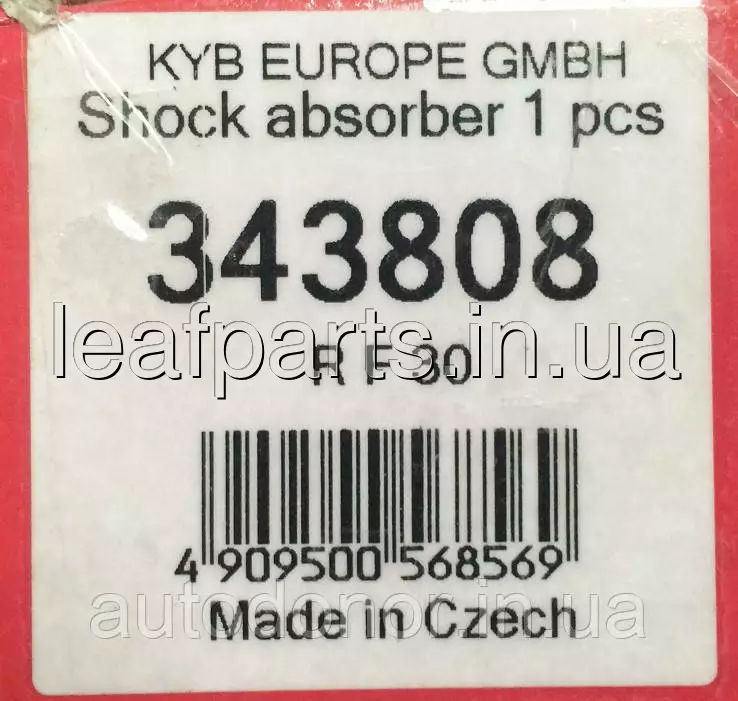 KYB EUROPE GMBH
Shock absorber 1 pcs
343808
leafparts.in.ua
R F 30
4 909500 568569
autodonor.in.ua
Made in Czech